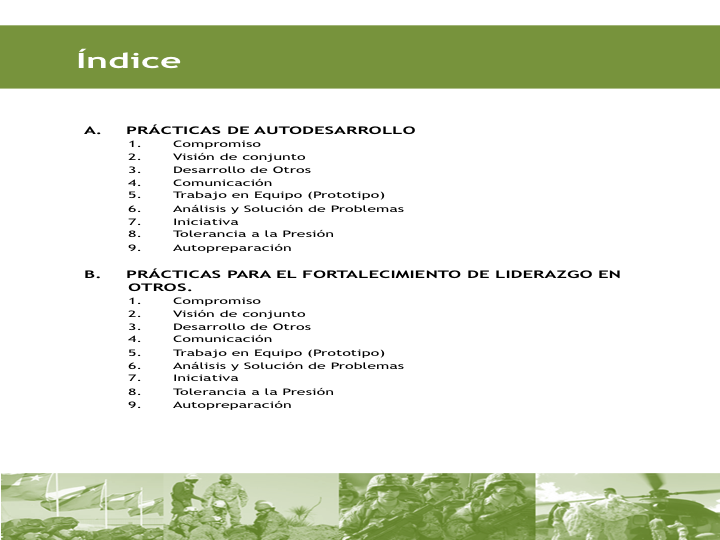 Índice
A. PRÁCTICAS DE AUTODESARROLLO
1. Compromiso
2. Visión de conjunto
3. Desarrollo de Otros
4. Comunicación
5. Trabajo en Equipo (Prototipo)
6. Análisis y Solución de Problemas
7. Iniciativa
8. Tolerancia a la Presión
9. Autopreparación
B. PRÁCTICAS PARA EL FORTALECIMIENTO DE LIDERAZGO EN
OTROS.
1. Compromiso
2. Visión de conjunto
3. Desarrollo de Otros
4. Comunicación
5. Trabajo en Equipo (Prototipo)
6. Análisis y Solución de Problemas
7. Iniciativa
8. Tolerancia a la Presión
9. Autopreparación